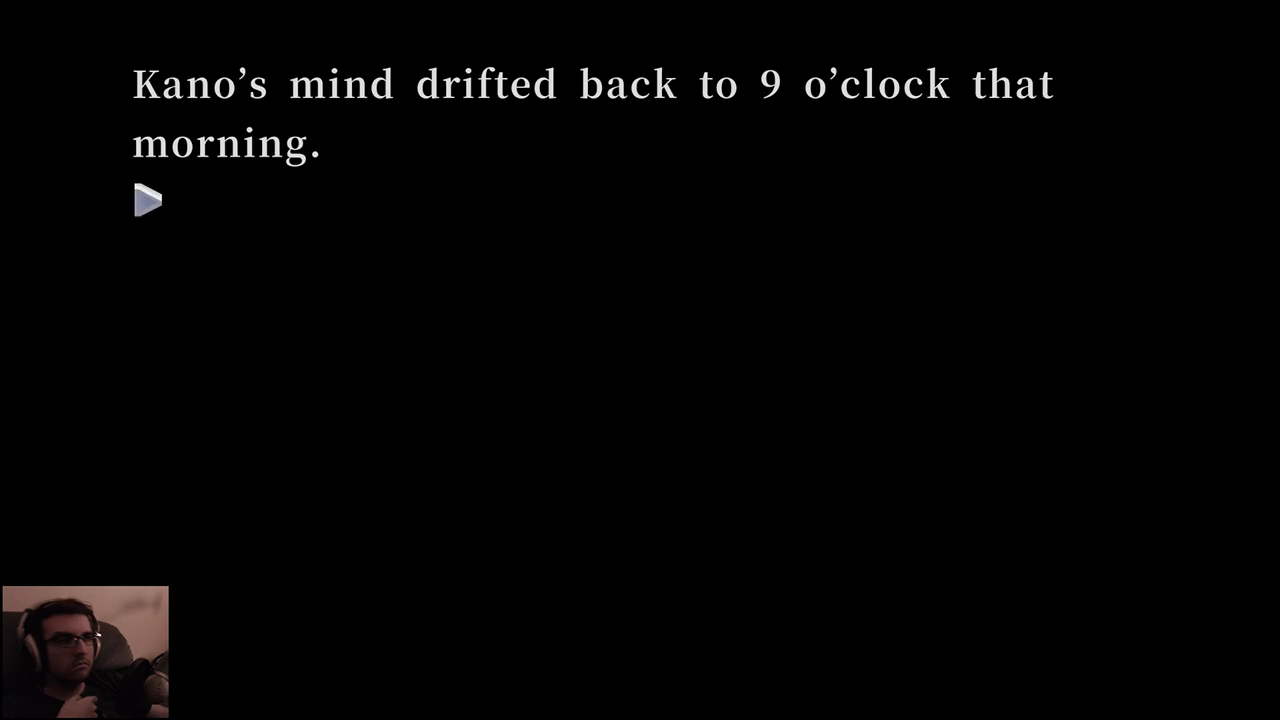 Kano’s mind drifted back to 9 o’clock that
morning.